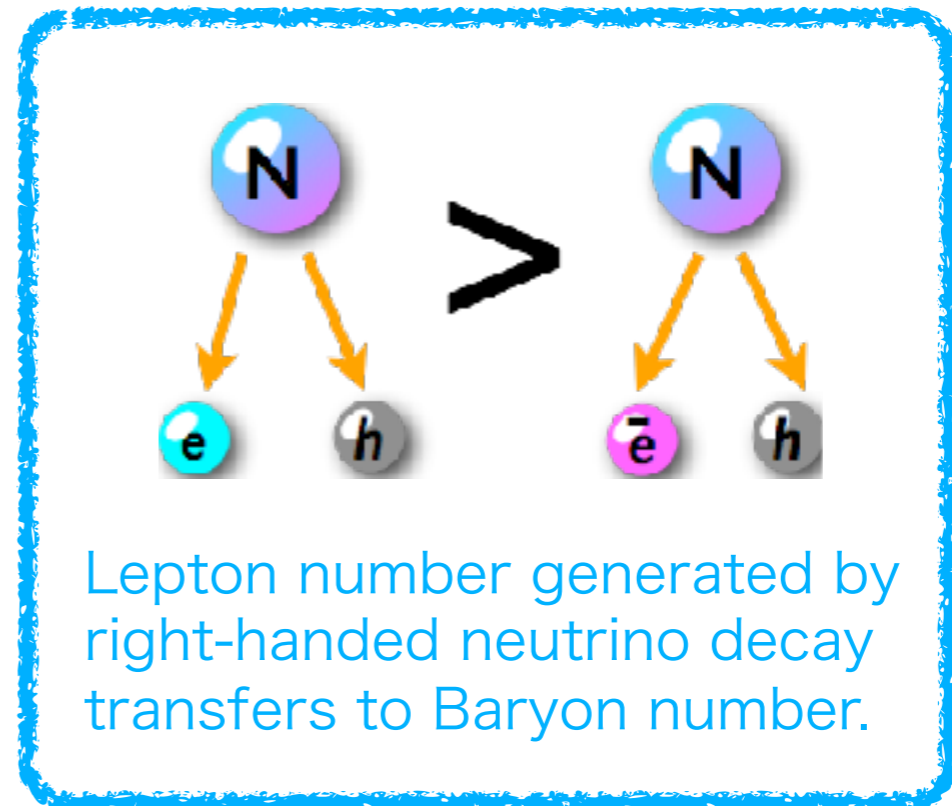 N > N
e h ē h
Lepton number generated by
right-handed neutrino decay
transfers to Baryon number.